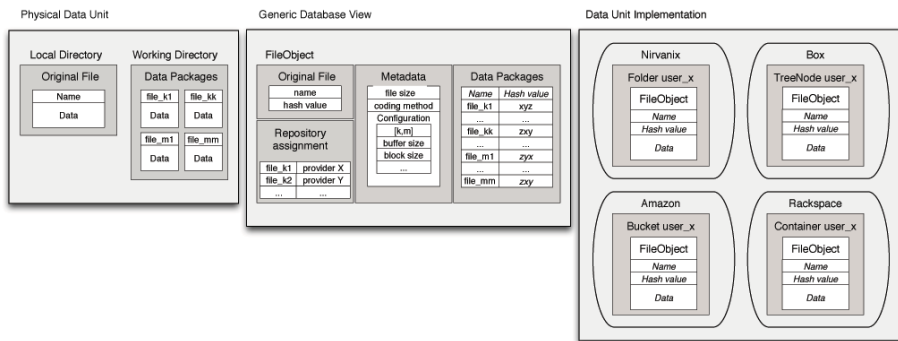 Physical Data Unit
Local Directory
Original File
Name
Data
Working Directory
Data Packages
file_k1 file_kk
Data Data
file_m1 file_mm
Data Data
Generic Database View
FileObject
Original File
name
hash value
Repository
assignment
file_k1 provider X
file_k2 provider Y
... ...
Metadata
file size
coding method
Configuration
[k,m]
buffer size
block size
...
Data Packages
Name Hash value
file_k1 xyz
... ...
file_kk zxy
... ...
file_m1 zyx
... ...
file_mm zxy
Data Unit Implementation
Nirvanix
Folder user_x
FileObject
Name
Hash value
Data
Box
TreeNode user_x
FileObject
Name
Hash value
Data
Amazon
Bucket user_x
FileObject
Name
Hash value
Data
Rackspace
Container user_x
FileObject
Name
Hash value
Data